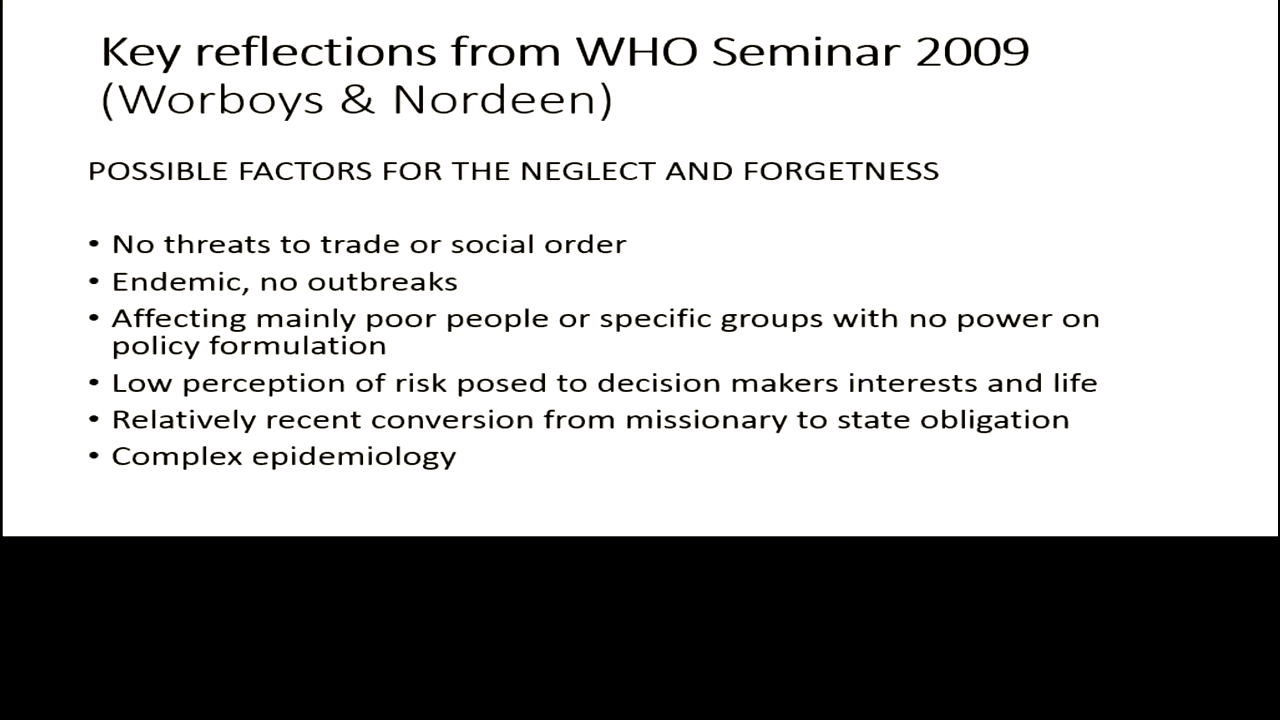 Key reflections from WHO Seminar 2009
(Worboys & Nordeen)
POSSIBLE FACTORS FOR THE NEGLECT AND FORGETNESS
• No threats to trade or social order
• Endemic, no outbreaks
• Affecting mainly poor people or specific groups with no power on
policy formulation
• Low perception of risk posed to decision makers interests and life
• Relatively recent conversion from missionary to state obligation
• Complex epidemiology